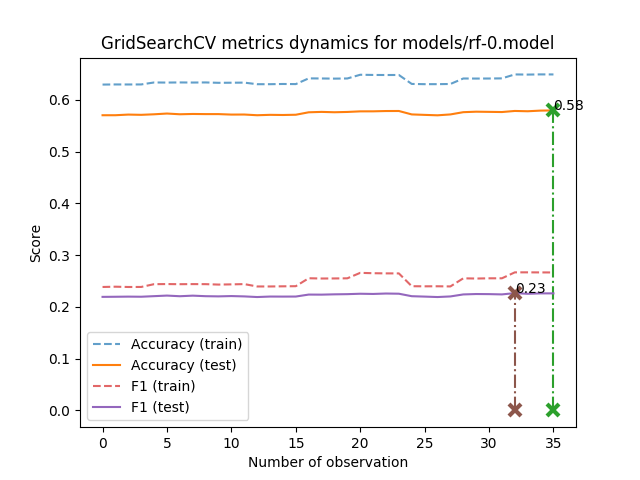 GridSearchCV metrics dynamics for models/rf-0.model
Score
0.6
0.5
0.4
0.3
0.2
0.1
0.0
0.58
0.23
Accuracy (train)
Accuracy (test)
F1 (train)
F1 (test)
0 5 10 15 20 25 30 35
Number of observation